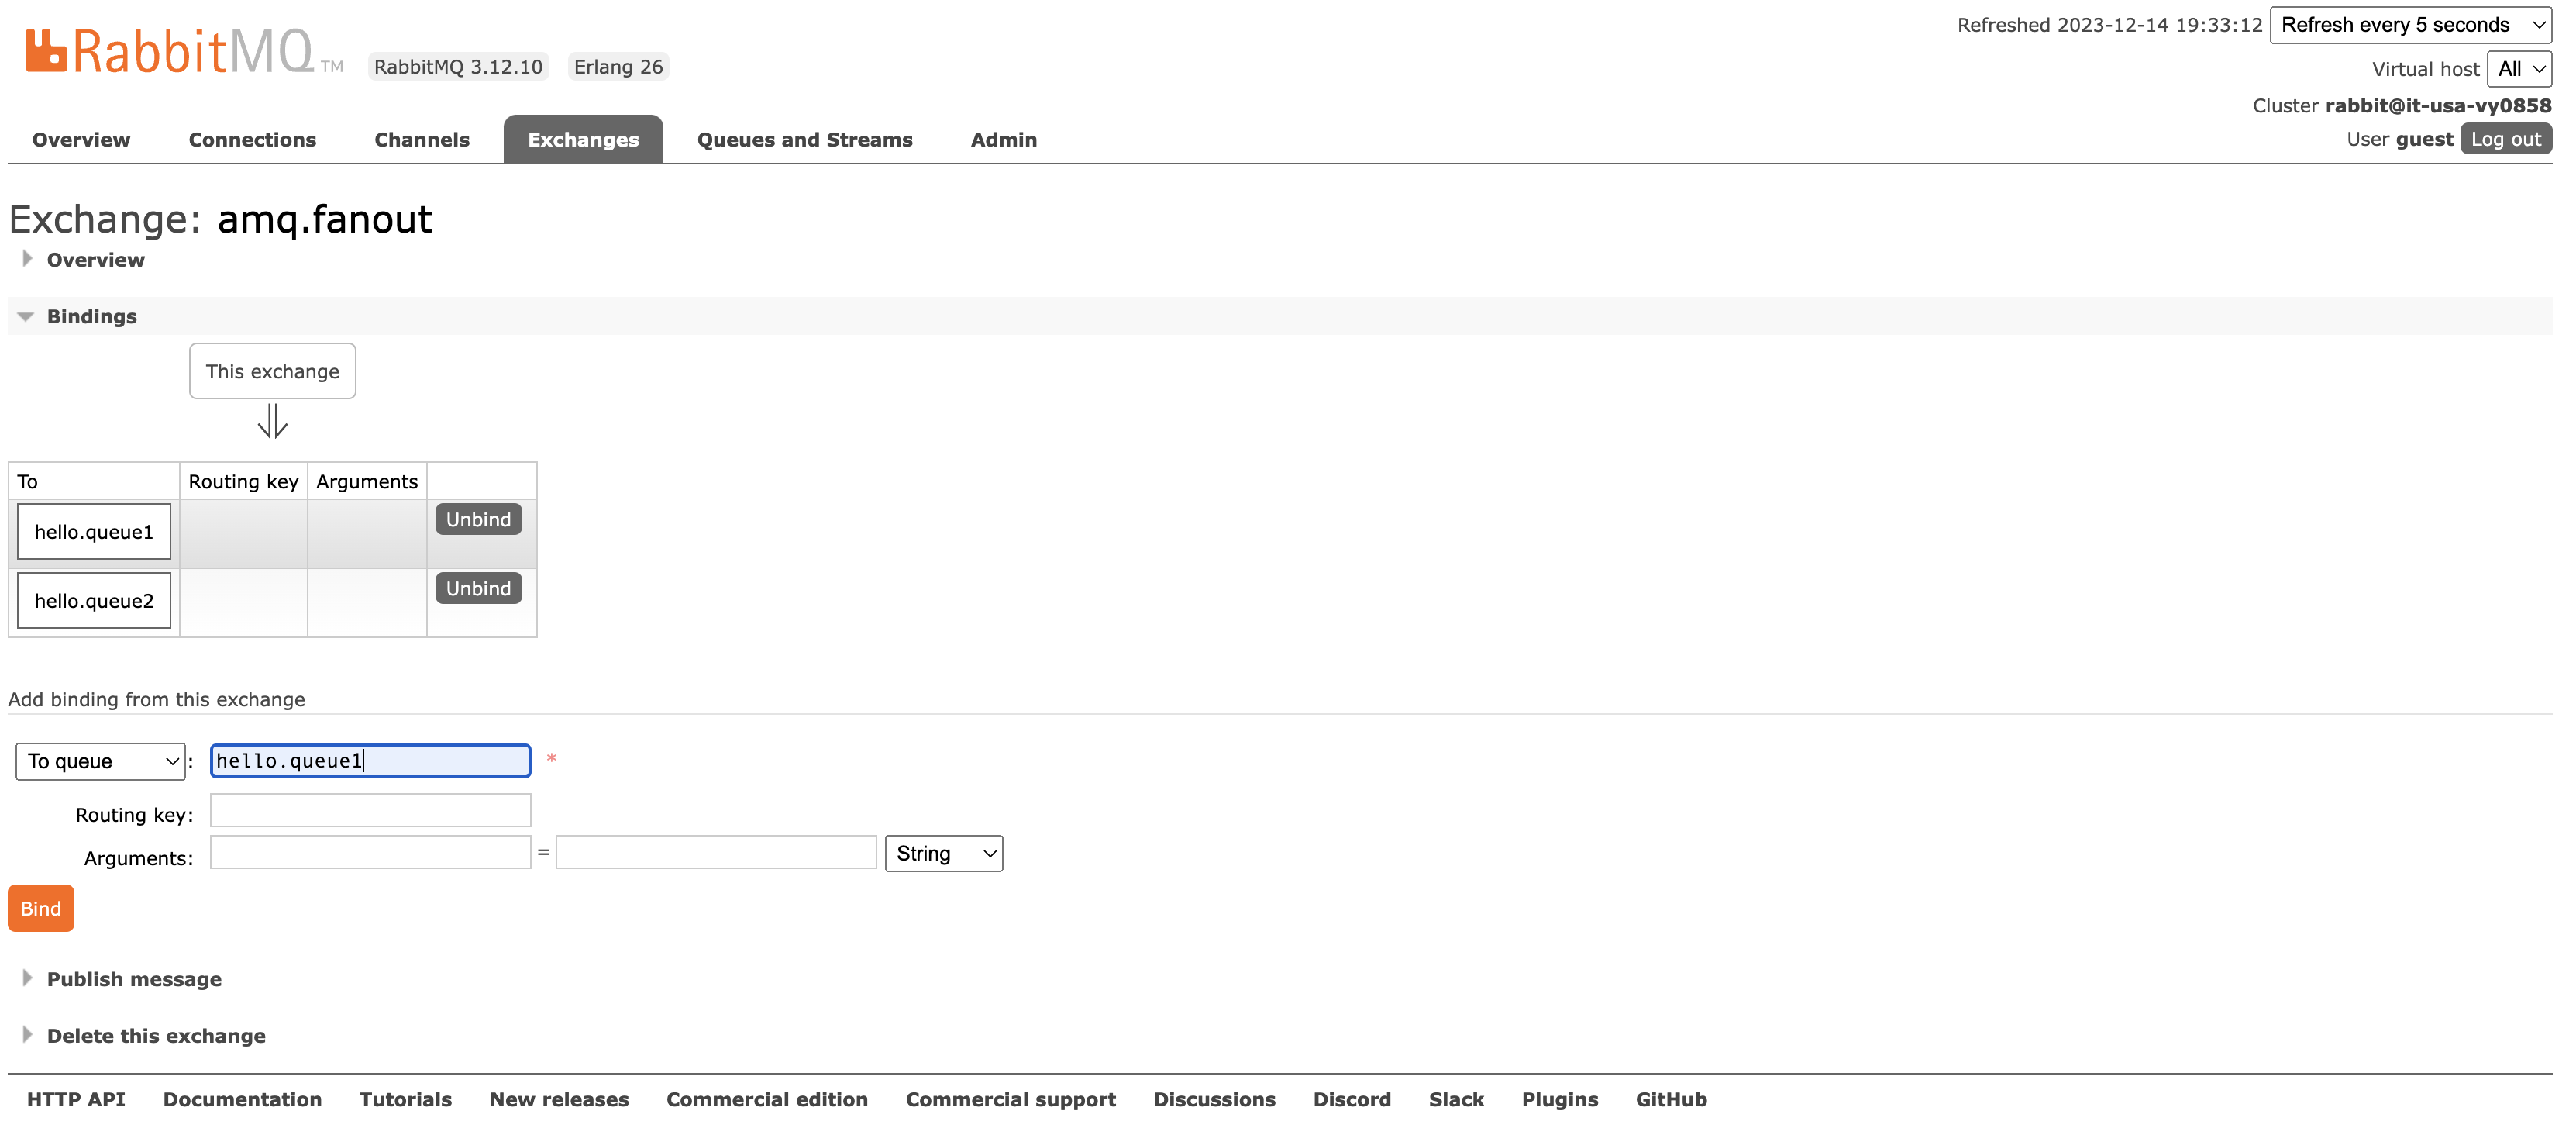 RabbitMQ TM RabbitMQ 3.12.10 Erlang 26
Refreshed 2023-12-14 19:33:12 Refresh every 5 seconds
Virtual host All
Cluster rabbit@it-usa-vy0858
User guest Log out
Overview Connections Channels Exchanges Queues and Streams Admin
Exchange: amq.fanout
Overview
Bindings
This exchange
To Routing key Arguments
hello.queue1 Unbind
hello.queue2 Unbind
Add binding from this exchange
To queue : hello.queue1 *
Routing key:
Arguments: = String
Bind
Publish message
Delete this exchange
HTTP API Documentation Tutorials New releases Commercial edition Commercial support Discussions Discord Slack Plugins GitHub